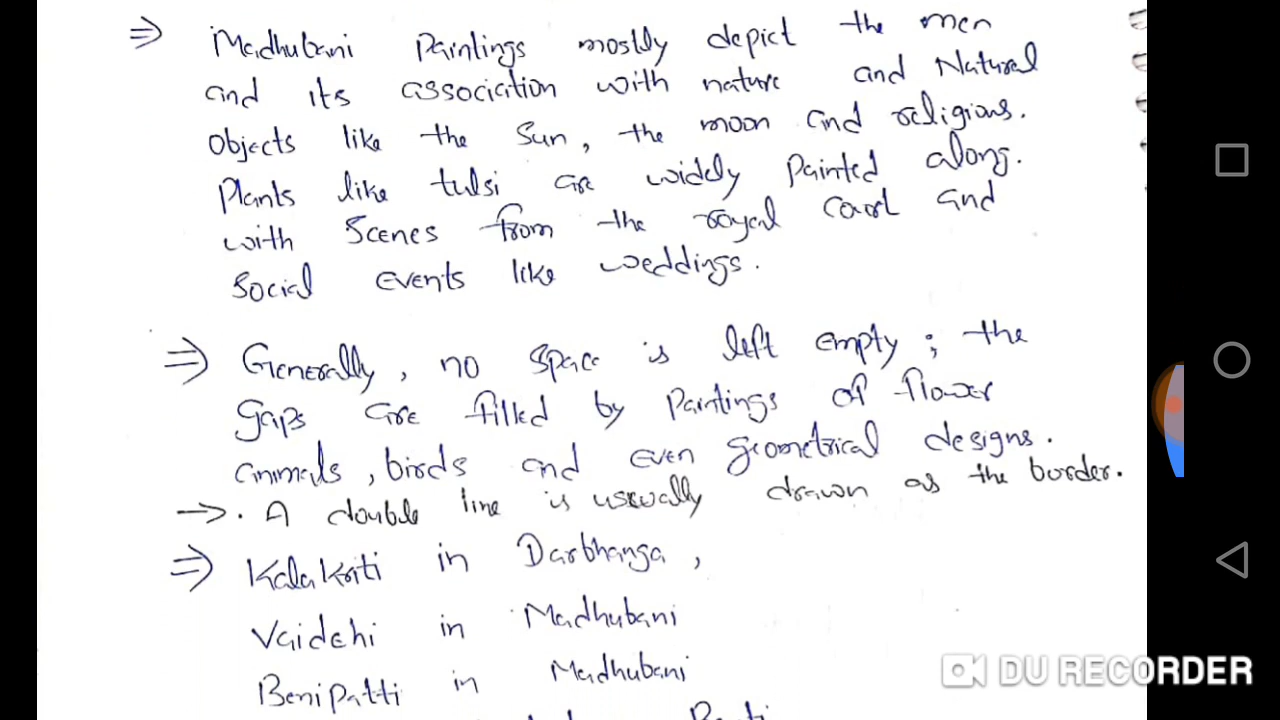 ⇒ Madhubani Paintings mostly depict the men
and its association with nature and Natural
objects like the Sun, the moon and religious.
Plants like tulsi are widely Painted along.
with Scenes from the royal court and
Social events like weddings.
⇒ Generally, no space is left empty; the
gaps are filled by Paintings of flower
animals, birds and even geometrical designs.
→. A double line is usually drawn as the border.
⇒ Kalakriti in Darbhanga,
Vaidehi in Madhubani
Benipatti in Madhubani
DU RECORDER